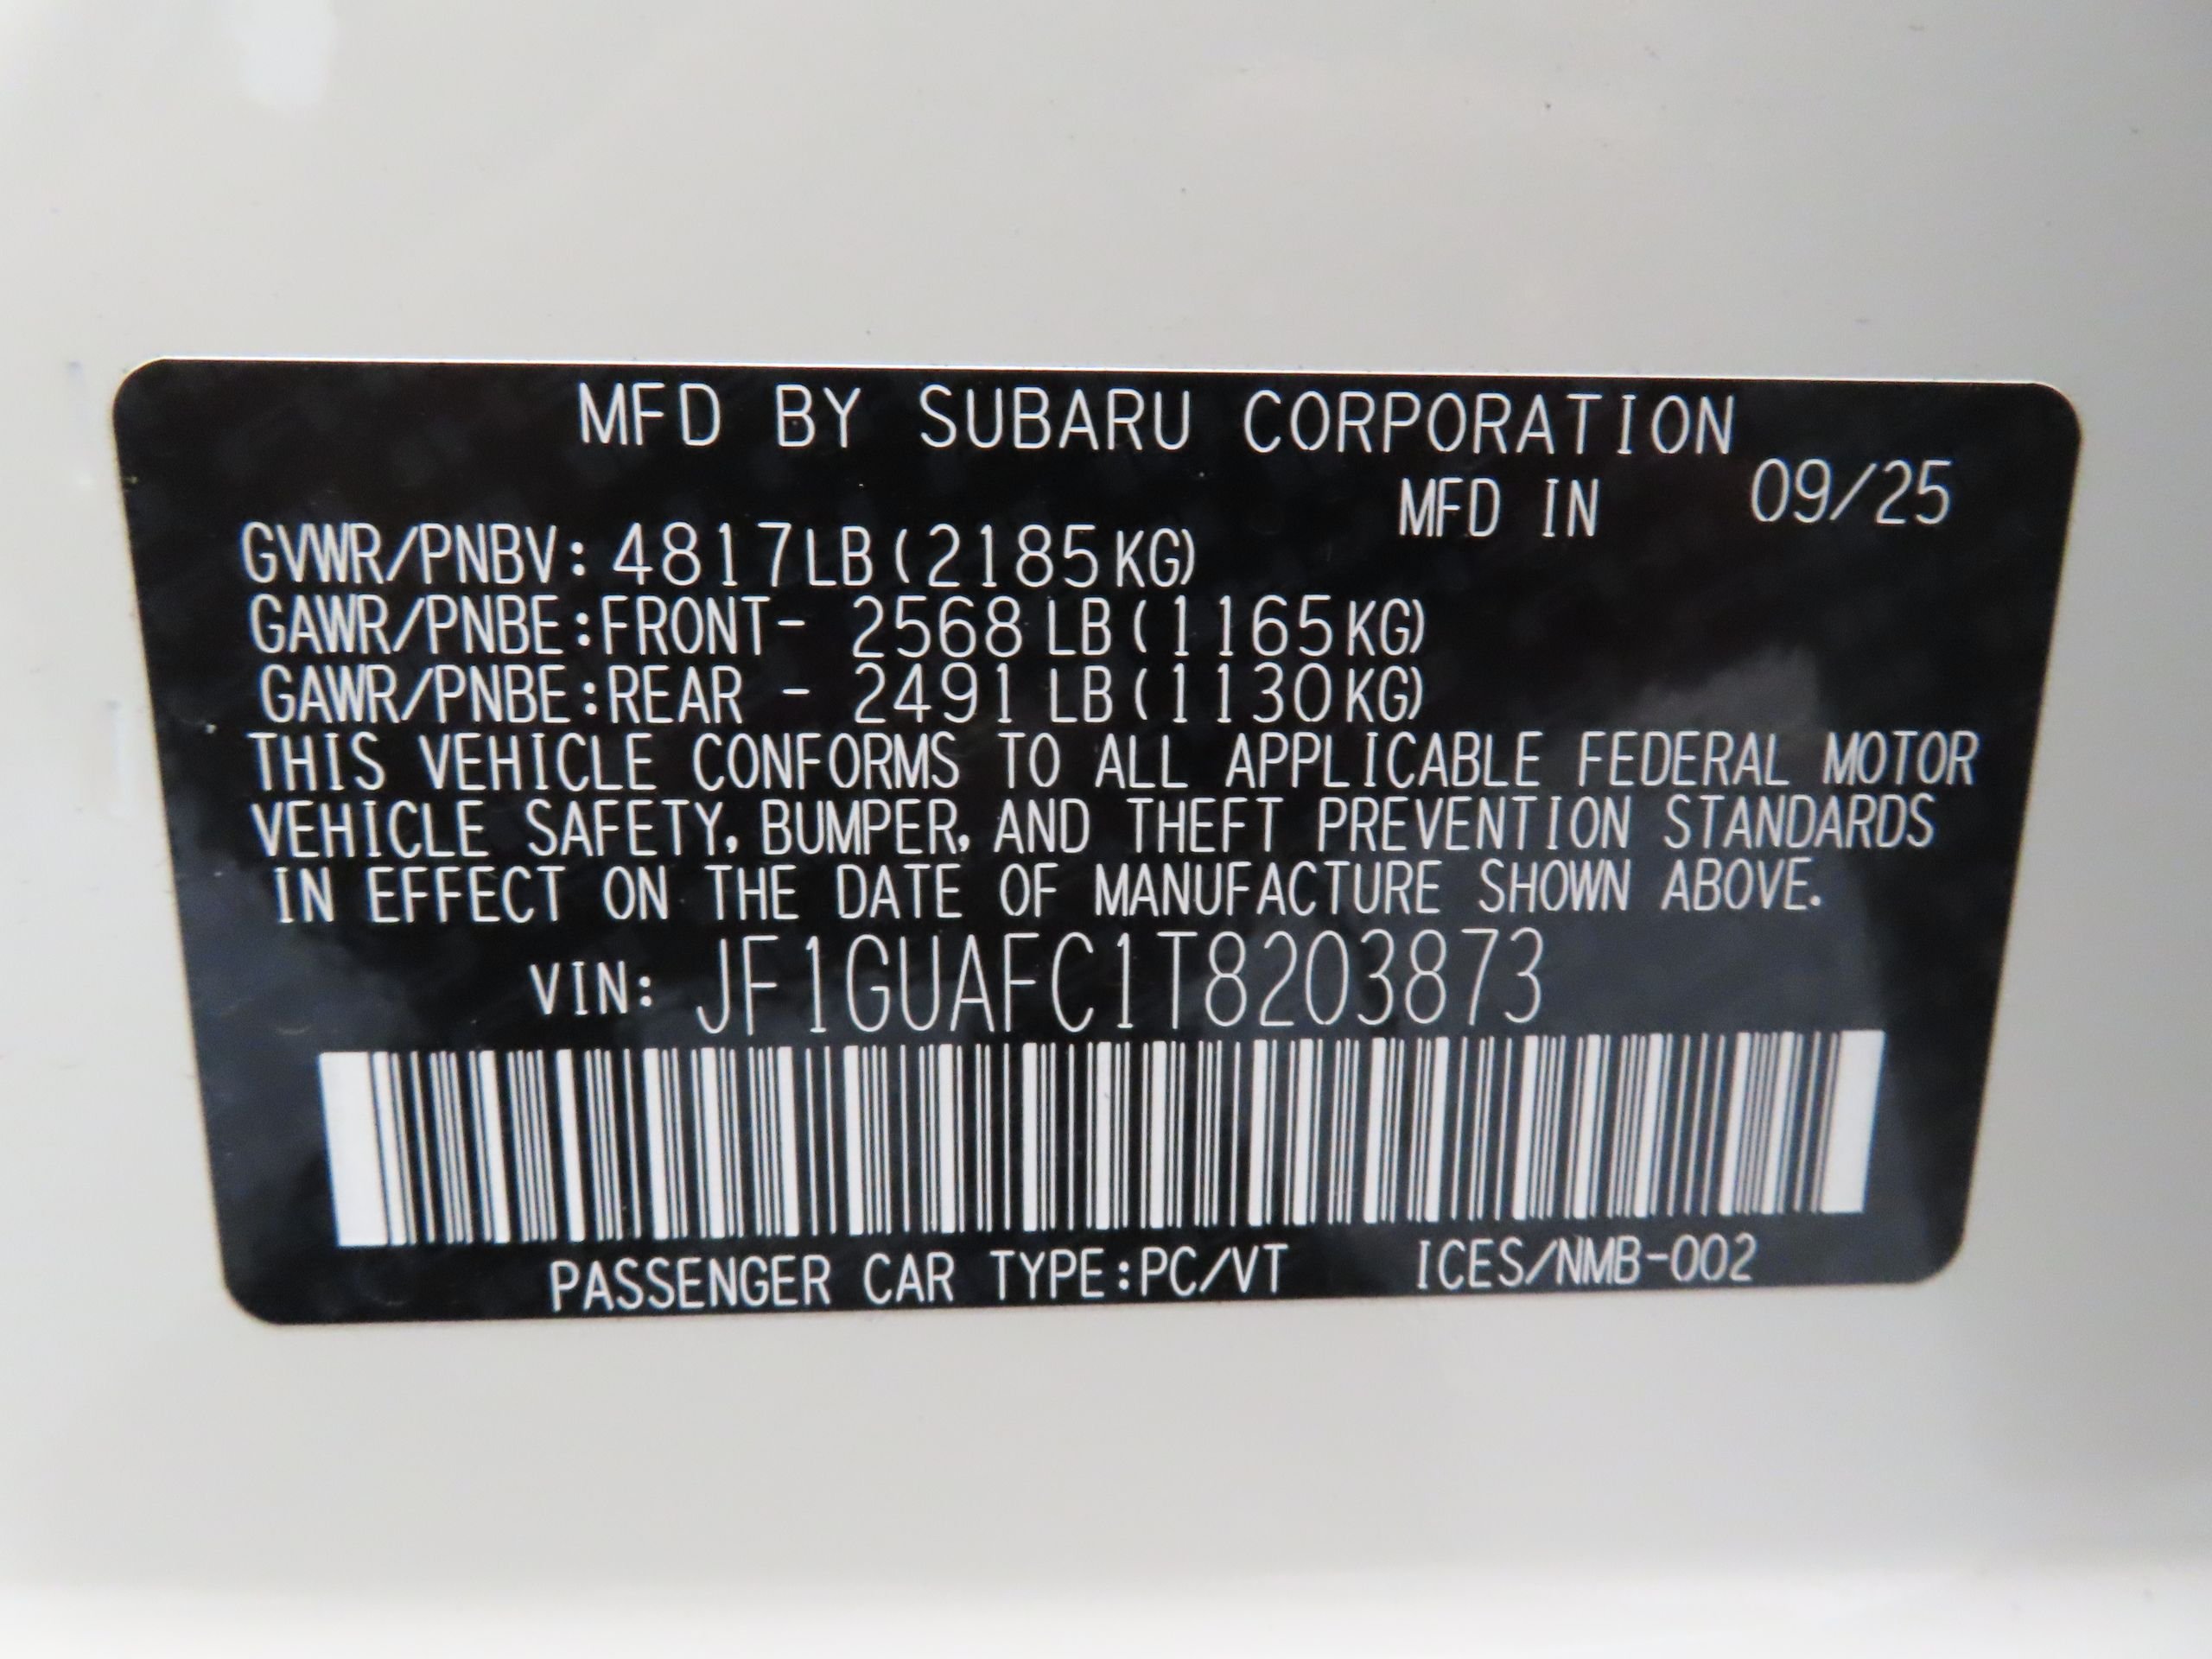 MFD BY SUBARU CORPORATION
MFD IN 09/25
GVWR/PNBV: 4817LB(2185KG)
GAWR/PNBE:FRONT- 2568 LB(1165KG)
GAWR/PNBE:REAR - 2491 LB(1130KG)
THIS VEHICLE CONFORMS TO ALL APPLICABLE FEDERAL MOTOR
VEHICLE SAFETY, BUMPER, AND THEFT PREVENTION STANDARDS
IN EFFECT ON THE DATE OF MANUFACTURE SHOWN ABOVE.
VIN: JF1GUAFC1T8203873
PASSENGER CAR TYPE:PC/VT ICES/NMB-002